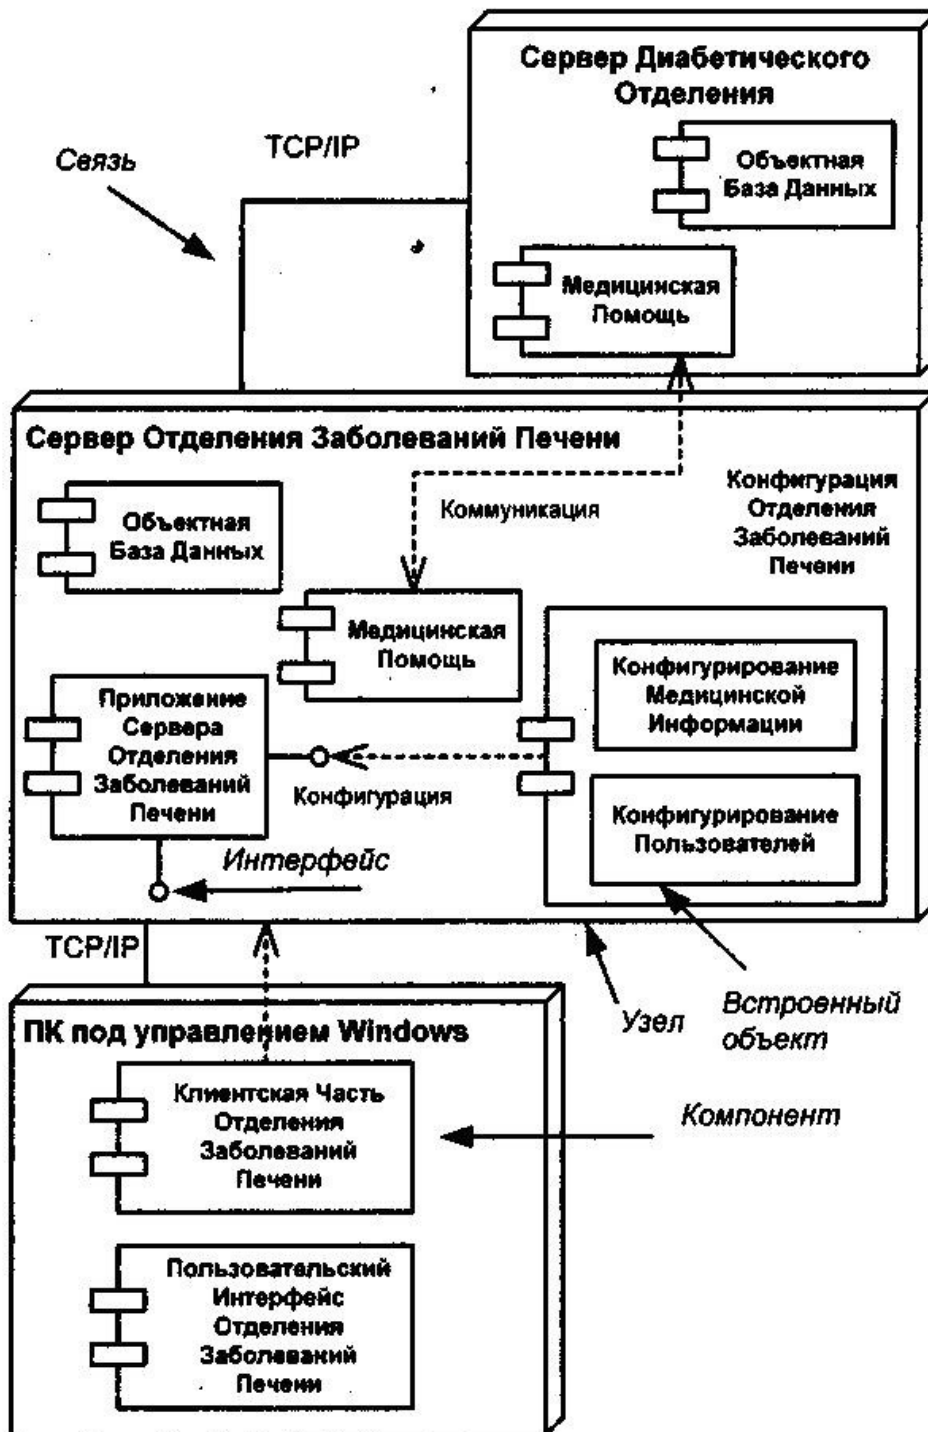 Сервер Диабетического
Отделения
TCP/IP
Связь
Объектная
База Данных
Медицинская
Помощь
Сервер Отделения Заболеваний Печени
Конфигурация
Отделения
Заболеваний
Печени
Коммуникация
Объектная
База Данных
Медицинская
Помощь
Конфигурирование
Медицинской
Информации
Приложение
Сервера
Отделения
Заболеваний
Печени
Конфигурация
Конфигурирование
Пользователей
Интерфейс
TCP/IP
Узел
Встроенный
объект
ПК под управлением Windows
Клиентская Часть
Отделения
Заболеваний
Печени
Компонент
Пользовательский
Интерфейс
Отделения
Заболеваний
Печени